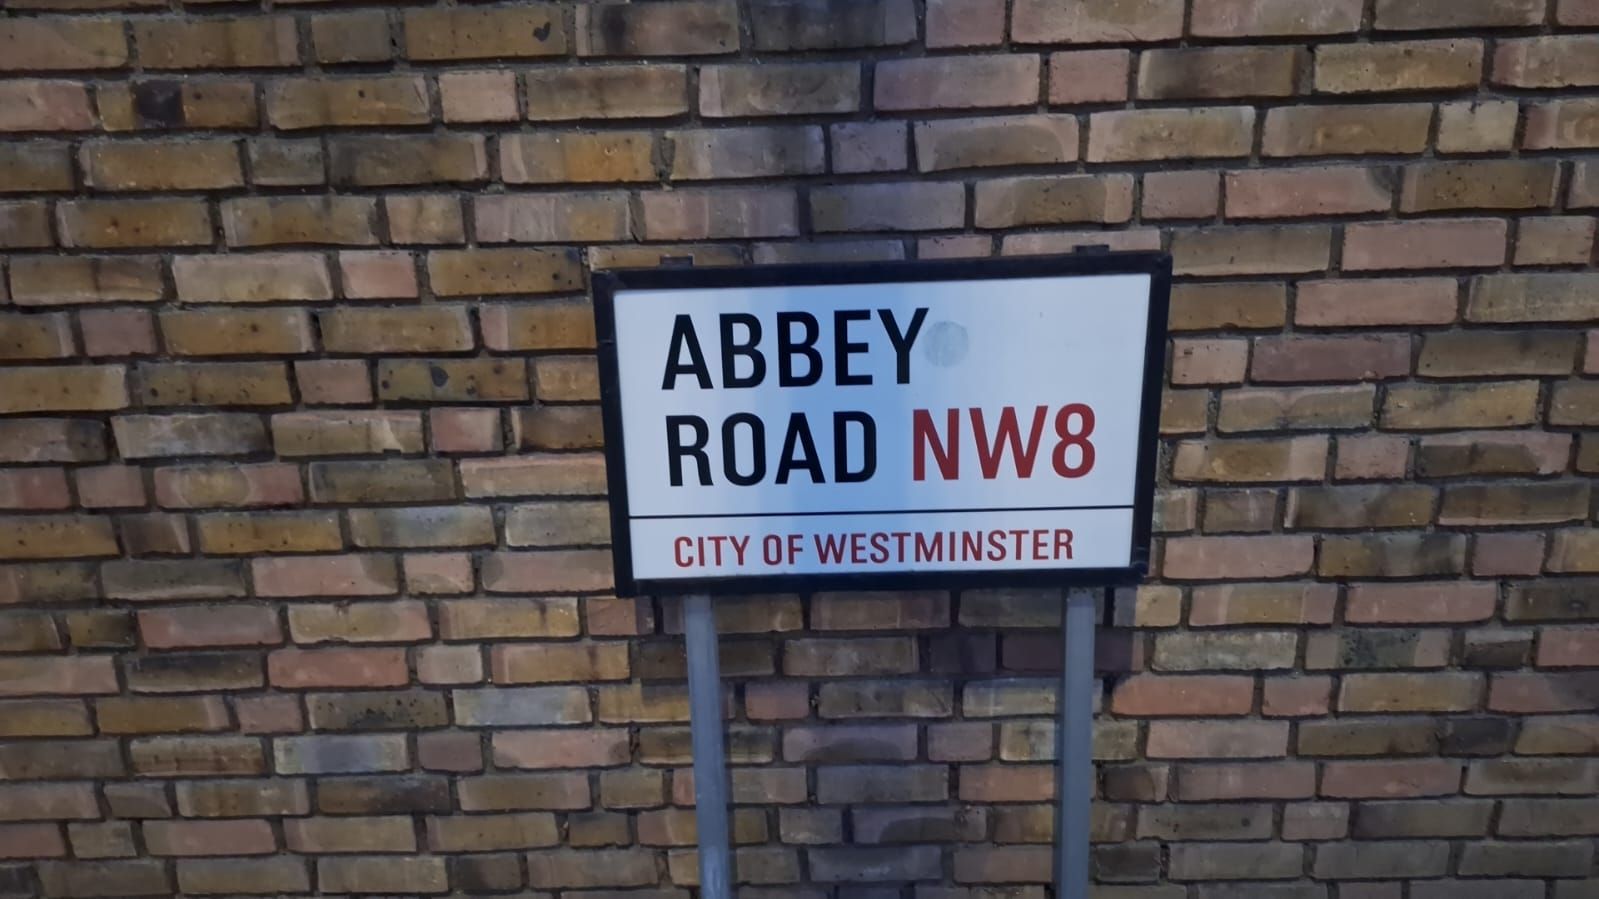 ABBEY
ROAD NW8
CITY OF WESTMINSTER